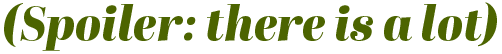 (Spoiler: there is a lot)